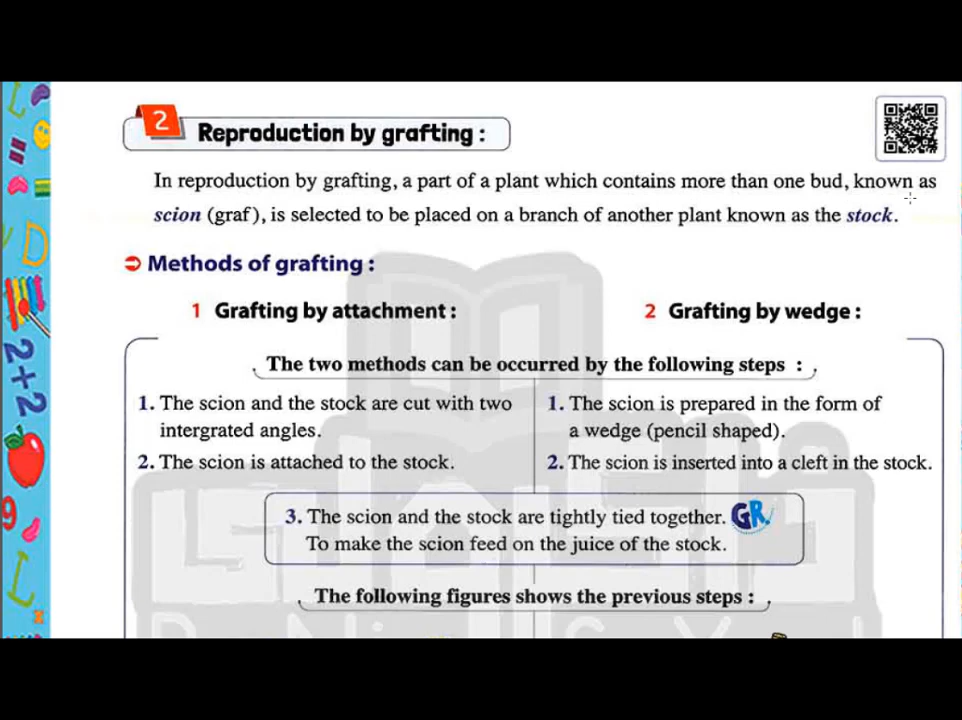 2 Reproduction by grafting :
In reproduction by grafting, a part of a plant which contains more than one bud, known as
scion (graf), is selected to be placed on a branch of another plant known as the stock.
Methods of grafting :
1 Grafting by attachment :
2 Grafting by wedge :
The two methods can be occurred by the following steps :
1. The scion and the stock are cut with two
intergrated angles.
2. The scion is attached to the stock.
1. The scion is prepared in the form of
a wedge (pencil shaped).
2. The scion is inserted into a cleft in the stock.
3. The scion and the stock are tightly tied together. GR.
To make the scion feed on the juice of the stock.
The following figures shows the previous steps :
D
2+2
9